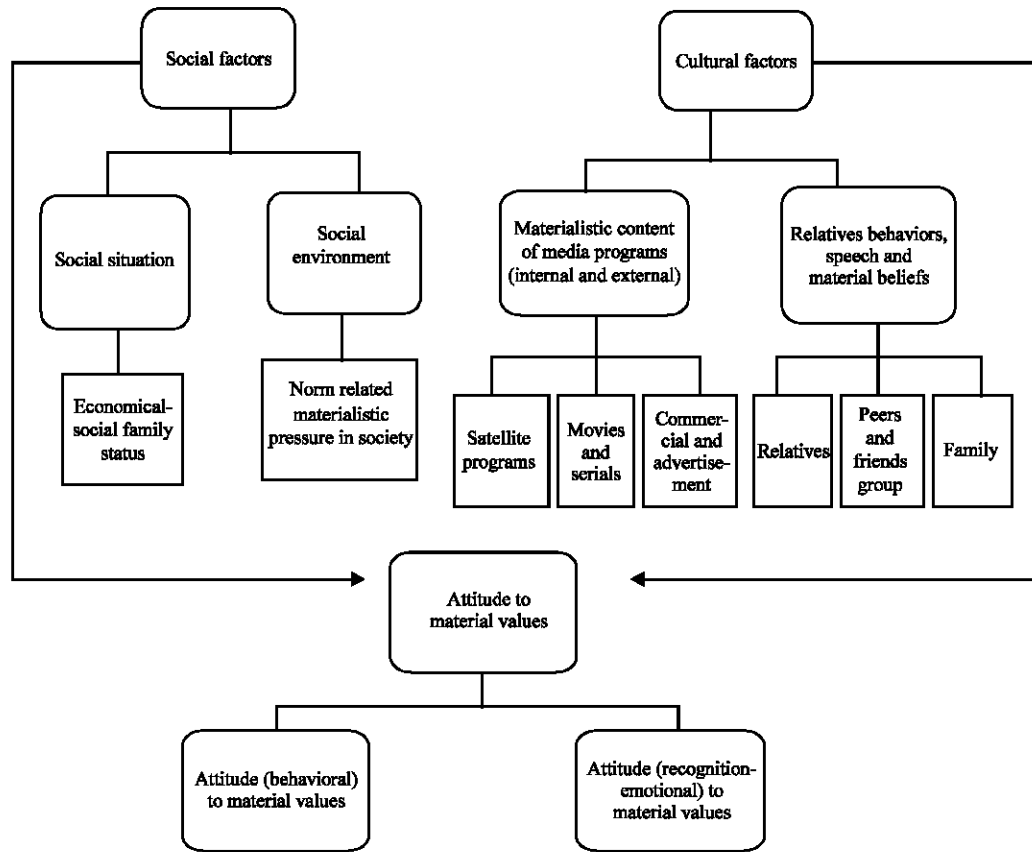 Social factors
Cultural factors
Social situation
Social
environment
Materialistic content
of media programs
(internal and external)
Relatives behaviors,
speech and
material beliefs
Economical-
social family
status
Norm related
materialistic
pressure in society
Satellite
programs
Movies
and
serials
Commer-
cial and
advertise-
ment
Relatives
Peers
and
friends
group
Family
Attitude to
material values
Attitude (behavioral)
to material values
Attitude (recognition-
emotional) to
material values